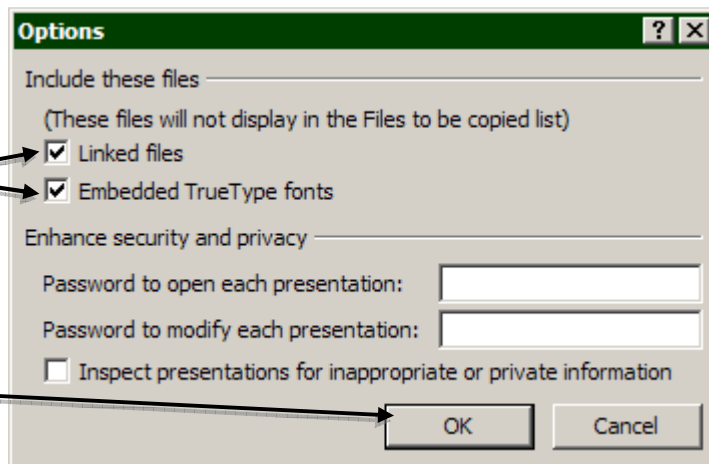 Options
Include these files
(These files will not display in the Files to be copied list)
Linked files
Embedded TrueType fonts
Enhance security and privacy
Password to open each presentation:
Password to modify each presentation:
Inspect presentations for inappropriate or private information
OK Cancel